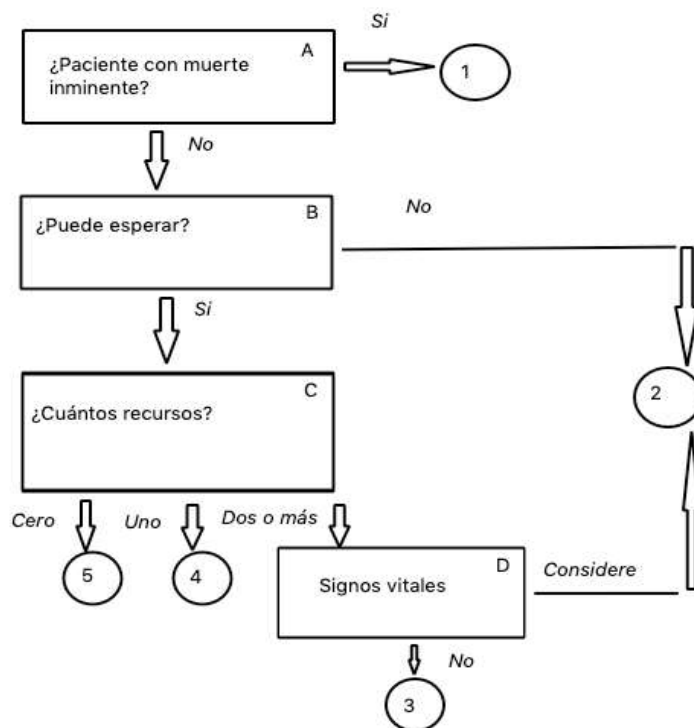 Si
A
¿Paciente con muerte
inminente?
1
No
B
¿Puede esperar?
No
Si
C
¿Cuántos recursos?
2
Cero
Uno
Dos o más
5
4
D
Signos vitales
Considere
No
3